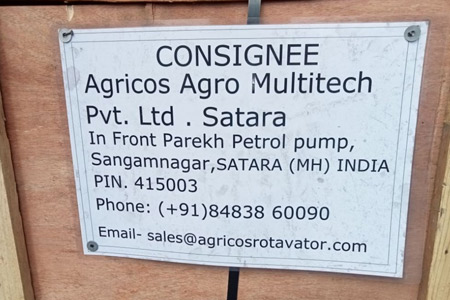 CONSIGNEE
Agricos Agro Multitech
Pvt. Ltd . Satara
In Front Parekh Petrol pump,
Sangamnagar,SATARA (MH) INDIA
PIN. 415003
Phone: (+91)84838 60090
Email- sales@agricosrotavator.com